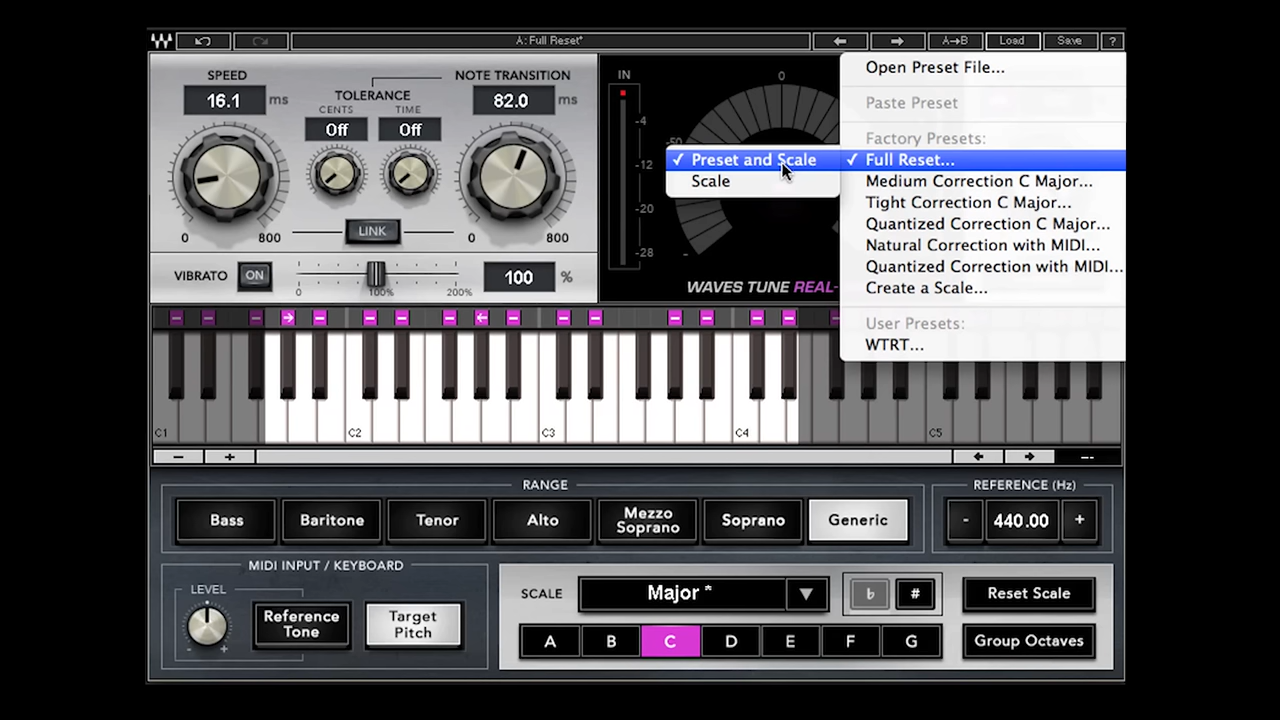 A: Full Reset*
A→B
Load
Save
?
SPEED
16.1 ms
0 800
TOLERANCE
CENTS TIME
Off Off
LINK
NOTE TRANSITION
82.0 ms
0 800
VIBRATO ON
0 100% 200%
100 %
IN
-4
-12
-20
-28
0
-50
WAVES TUNE REAL-
✓ Preset and Scale
Scale
Open Preset File...
Paste Preset
Factory Presets:
✓ Full Reset...
Medium Correction C Major...
Tight Correction C Major...
Quantized Correction C Major...
Natural Correction with MIDI...
Quantized Correction with MIDI...
Create a Scale...
User Presets:
WTRT...
C1 C2 C3 C4 C5
- + ← → --
RANGE
Bass
Baritone
Tenor
Alto
Mezzo
Soprano
Soprano
Generic
REFERENCE (Hz)
- 440.00 +
MIDI INPUT / KEYBOARD
LEVEL
- +
Reference
Tone
Target
Pitch
SCALE
Major *
♭ #
Reset Scale
A B C D E F G
Group Octaves